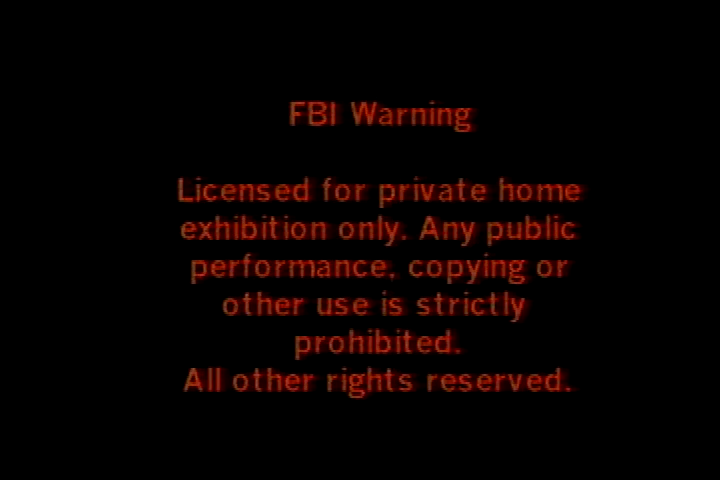 FBI Warning
Licensed for private home
exhibition only. Any public
performance, copying or
other use is strictly
prohibited.
All other rights reserved.